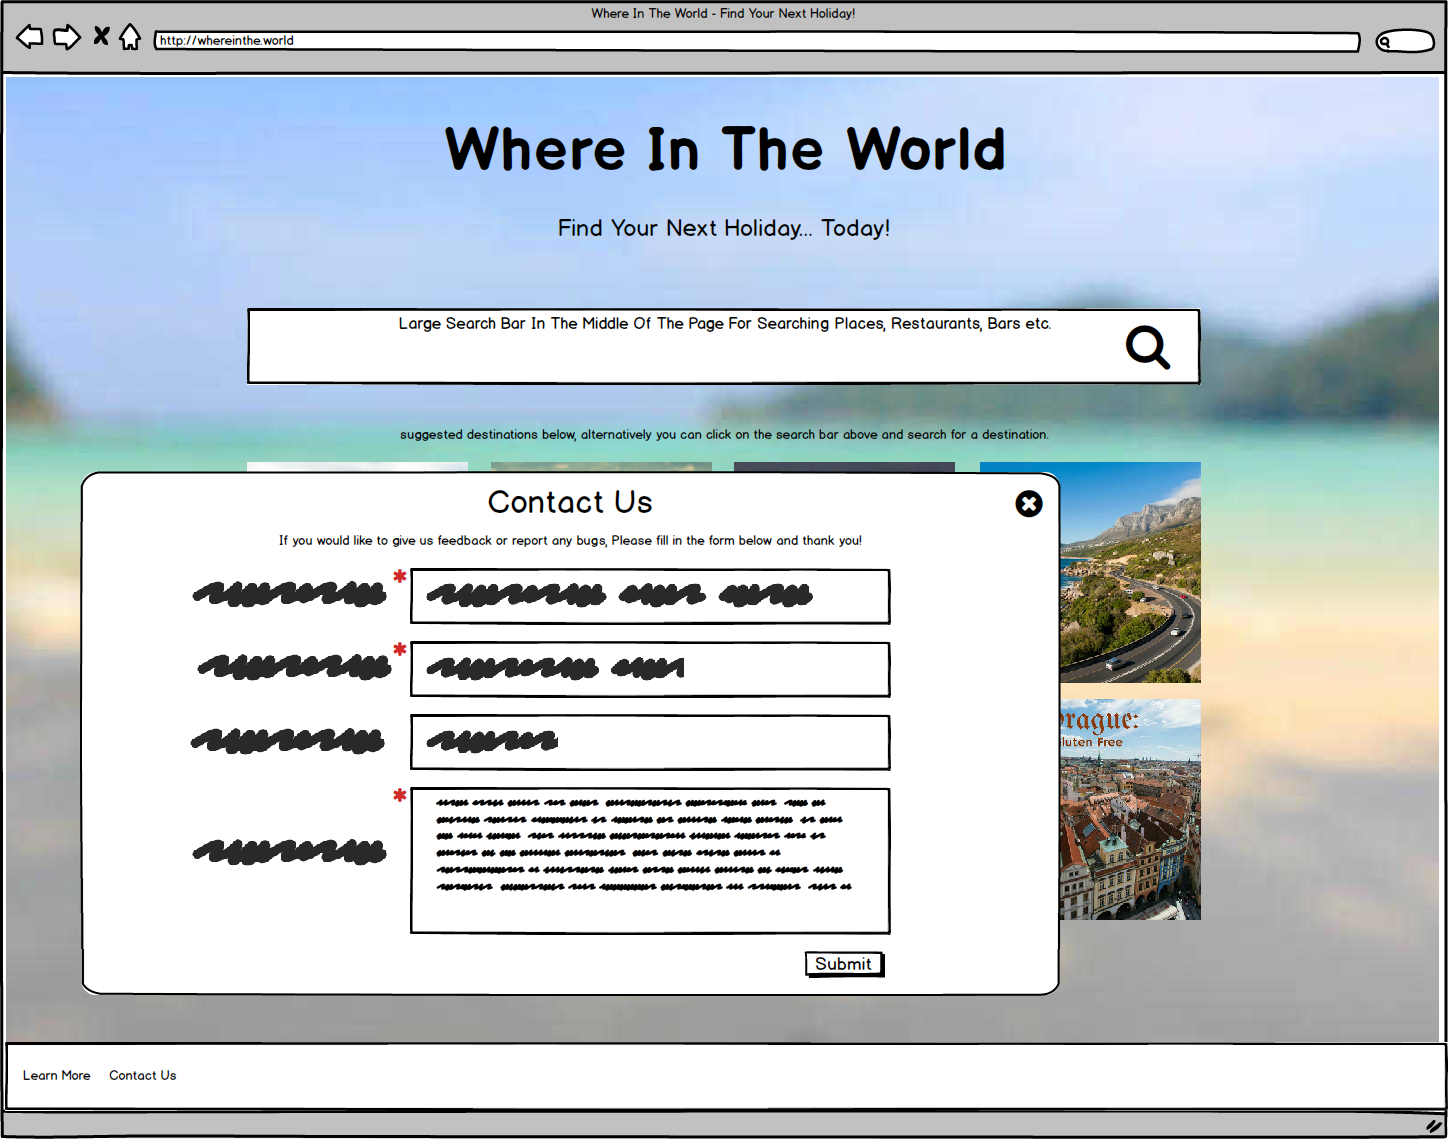 Where In The World - Find Your Next Holiday!
http://whereinthe.world
Where In The World
Find Your Next Holiday... Today!
Large Search Bar In The Middle Of The Page For Searching Places, Restaurants, Bars etc.
suggested destinations below, alternatively you can click on the search bar above and search for a destination.
Contact Us
If you would like to give us feedback or report any bugs, Please fill in the form below and thank you!
*
*
*
Prague:
Gluten Free
Submit
Learn More Contact Us